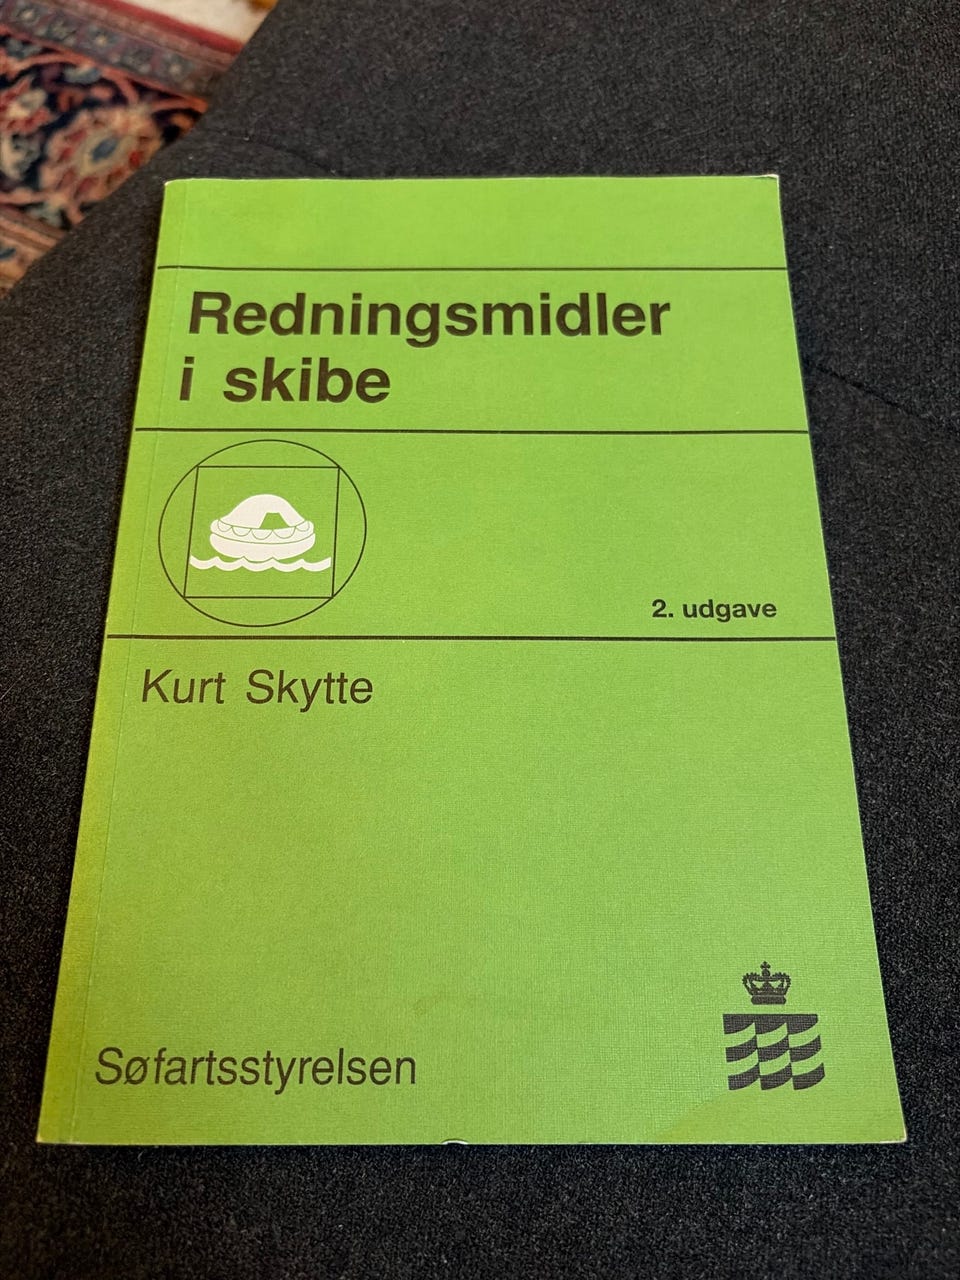 Redningsmidler
i skibe
2. udgave
Kurt Skytte
Søfartsstyrelsen